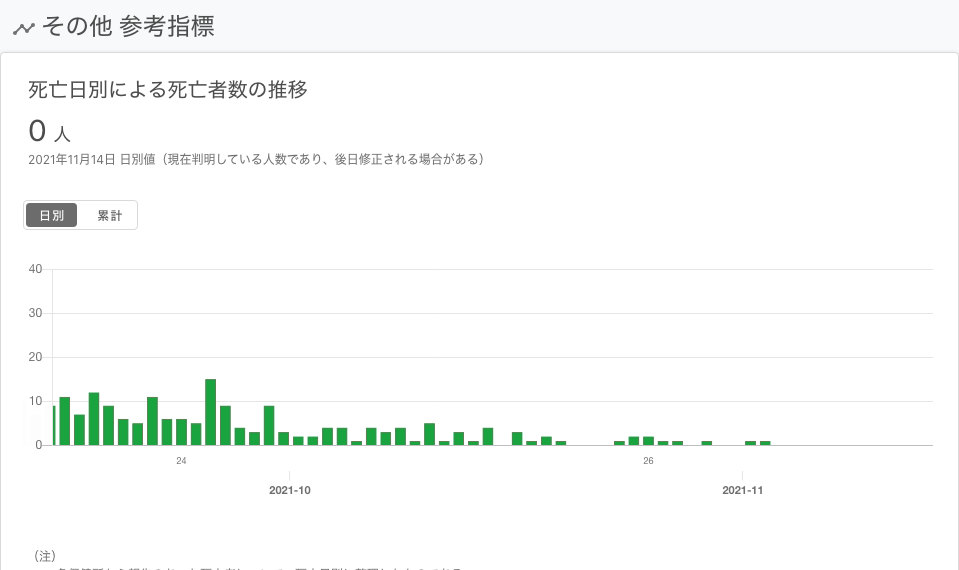 その他 参考指標
死亡日別による死亡者数の推移
0 人
2021年11月14日 日別値（現在判明している人数であり、後日修正される場合がある）
日別 累計
40
30
20
10
0
24 26
2021-10 2021-11
（注）